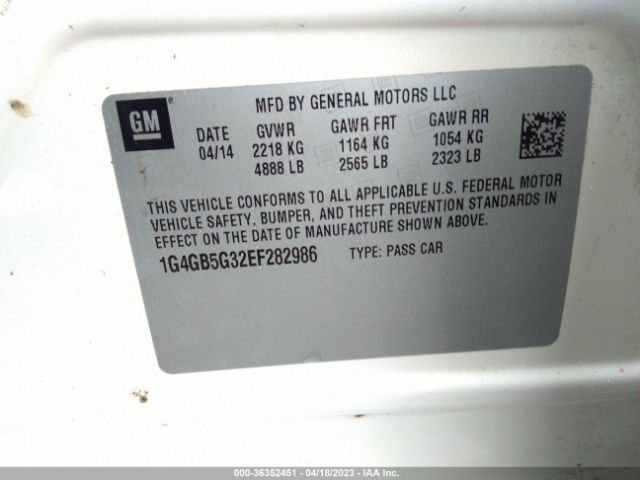 GM ®
MFD BY GENERAL MOTORS LLC
DATE GVWR GAWR FRT GAWR RR
04/14 2218 KG 1164 KG 1054 KG
4888 LB 2565 LB 2323 LB
THIS VEHICLE CONFORMS TO ALL APPLICABLE U.S. FEDERAL MOTOR
VEHICLE SAFETY, BUMPER, AND THEFT PREVENTION STANDARDS IN
EFFECT ON THE DATE OF MANUFACTURE SHOWN ABOVE.
1G4GB5G32EF282986 TYPE: PASS CAR
000-36352451 - 04/18/2023 - IAA Inc.